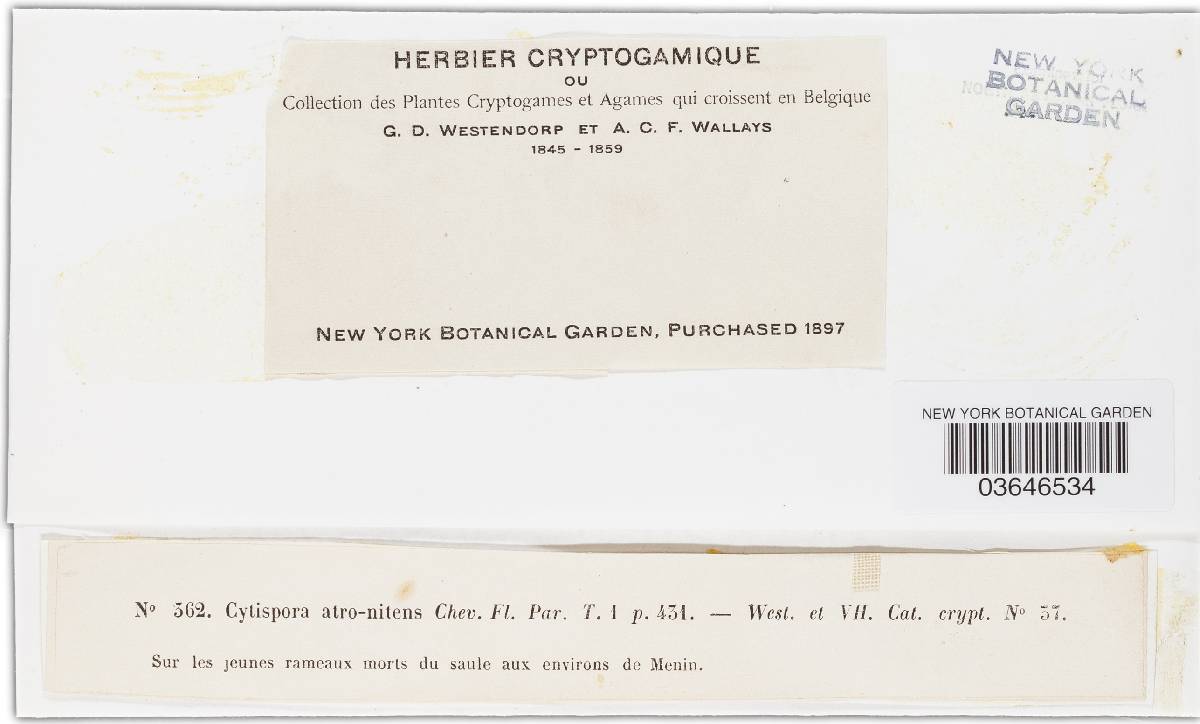 HERBIER CRYPTOGAMIQUE
OU
Collection des Plantes Cryptogames et Agames qui croissent en Belgique
G. D. WESTENDORP ET A. C. F. WALLAYS
1845 - 1859
NEW YORK BOTANICAL GARDEN, PURCHASED 1897
NEW YORK
BOTANICAL
GARDEN
NEW YORK BOTANICAL GARDEN
03646534
Nº 362. Cytispora atro-nitens Chev. Fl. Par. T. 1 p. 431. — West. et VH. Cat. crypt. Nº 37.
Sur les jeunes rameaux morts du saule aux environs de Menin.